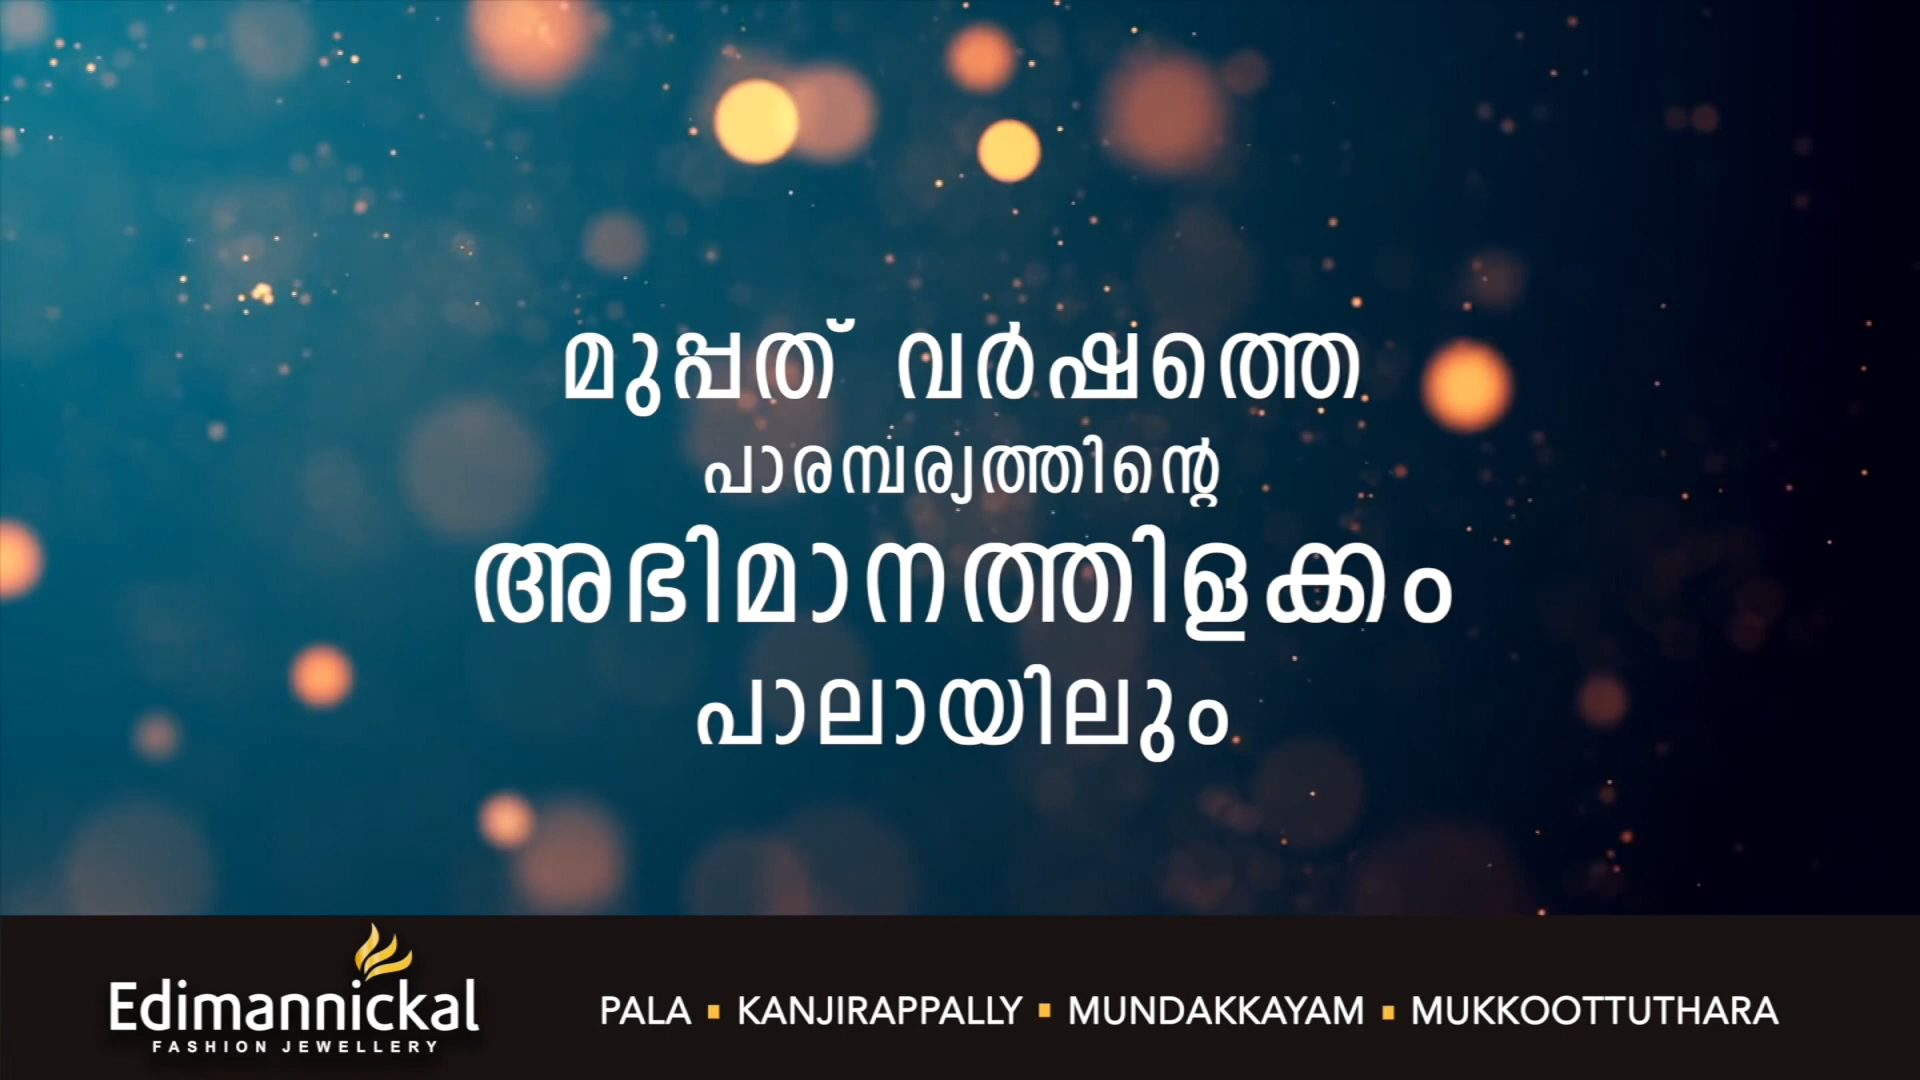 മുപ്പത് വർഷത്തെ
പാരമ്പര്യത്തിന്റെ
അഭിമാനത്തിളക്കം
പാലായിലും
Edimannickal
FASHION JEWELLERY
PALA ▪ KANJIRAPPALLY ▪ MUNDAKKAYAM ▪ MUKKOOTTUTHARA